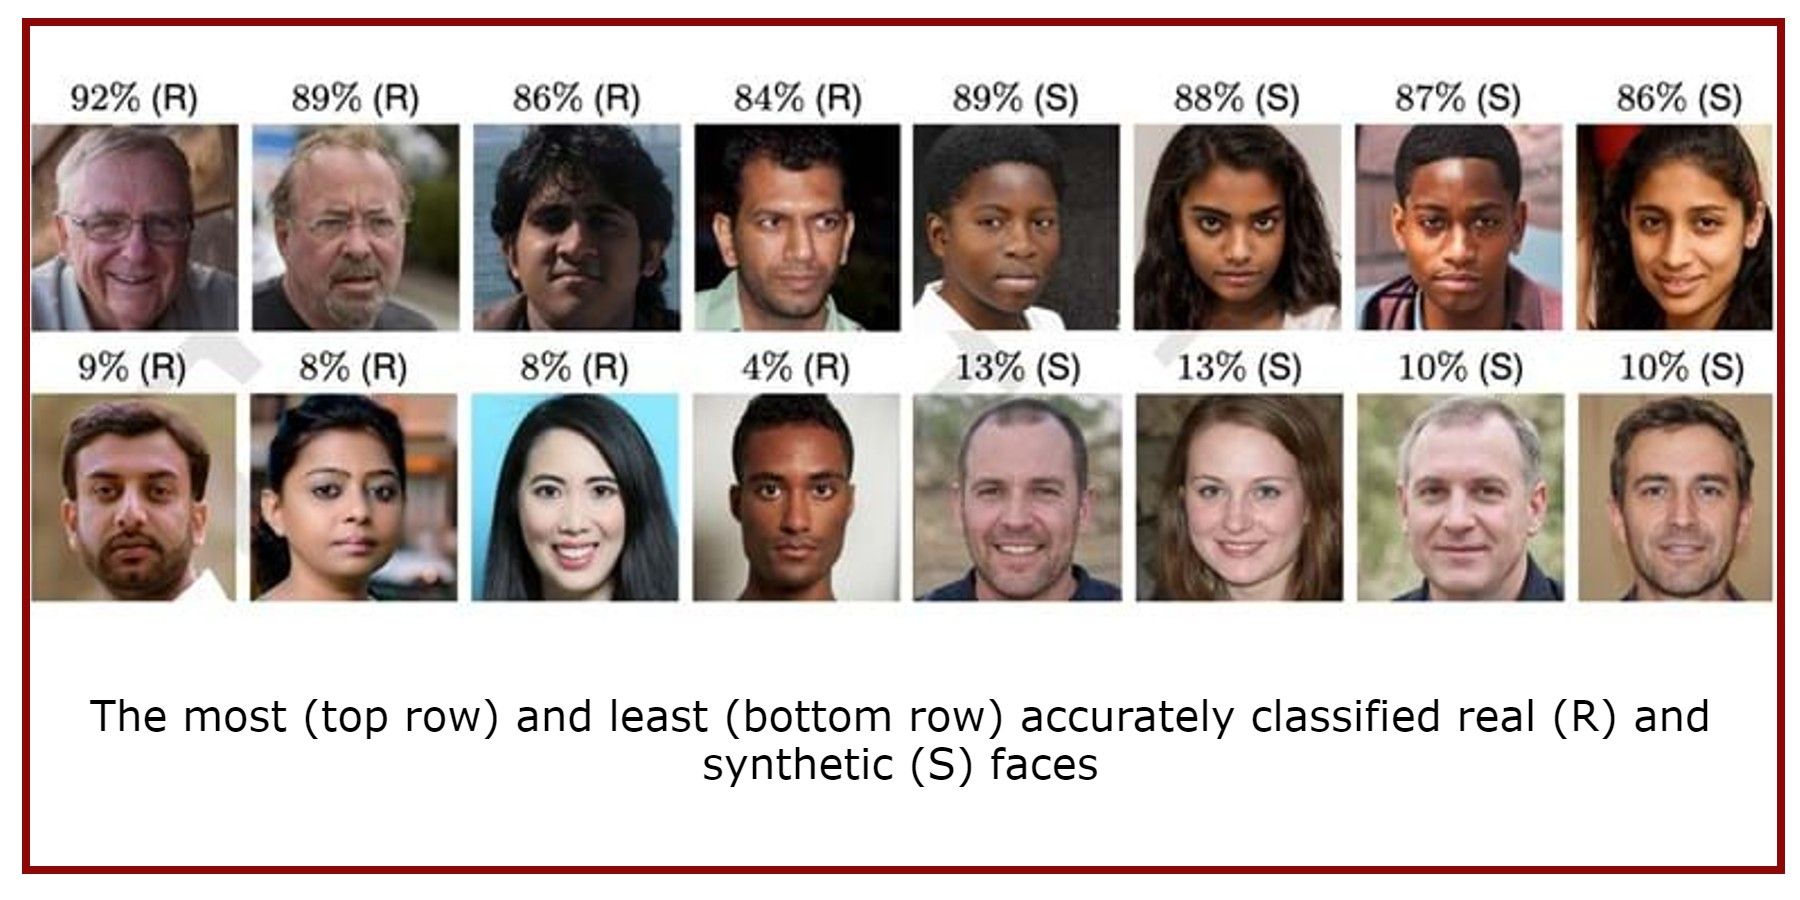 92% (R) 89% (R) 86% (R) 84% (R) 89% (S) 88% (S) 87% (S) 86% (S)
9% (R) 8% (R) 8% (R) 4% (R) 13% (S) 13% (S) 10% (S) 10% (S)
The most (top row) and least (bottom row) accurately classified real (R) and
synthetic (S) faces